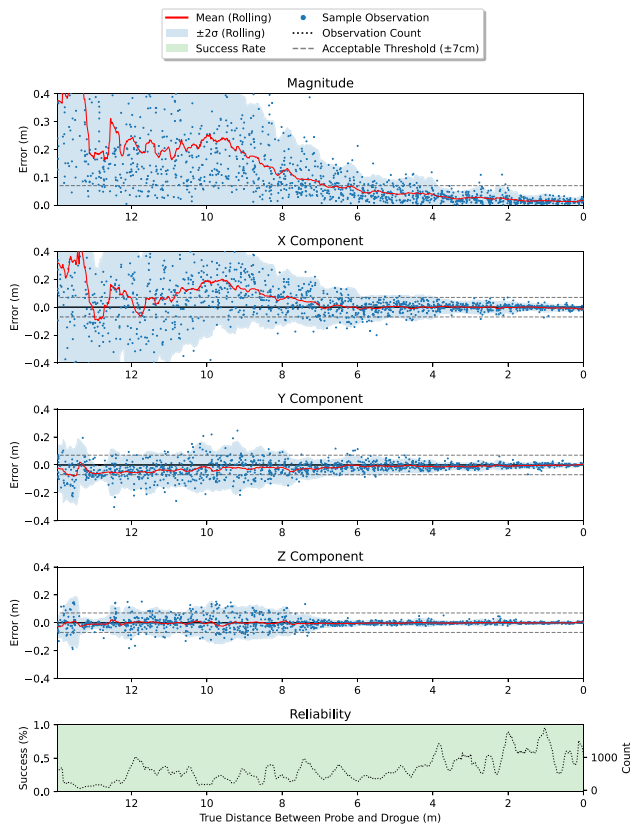 Mean (Rolling)
±2σ (Rolling)
Success Rate
Sample Observation
Observation Count
Acceptable Threshold (±7cm)
Magnitude
0.4
0.3
0.2
0.1
0.0
Error (m)
12 10 8 6 4 2 0
X Component
0.4
0.2
0.0
−0.2
−0.4
Error (m)
12 10 8 6 4 2 0
Y Component
0.4
0.2
0.0
−0.2
−0.4
Error (m)
12 10 8 6 4 2 0
Z Component
0.4
0.2
0.0
−0.2
−0.4
Error (m)
12 10 8 6 4 2 0
Reliability
1.0
0.5
0.0
Success (%)
1000
0
Count
12 10 8 6 4 2 0
True Distance Between Probe and Drogue (m)